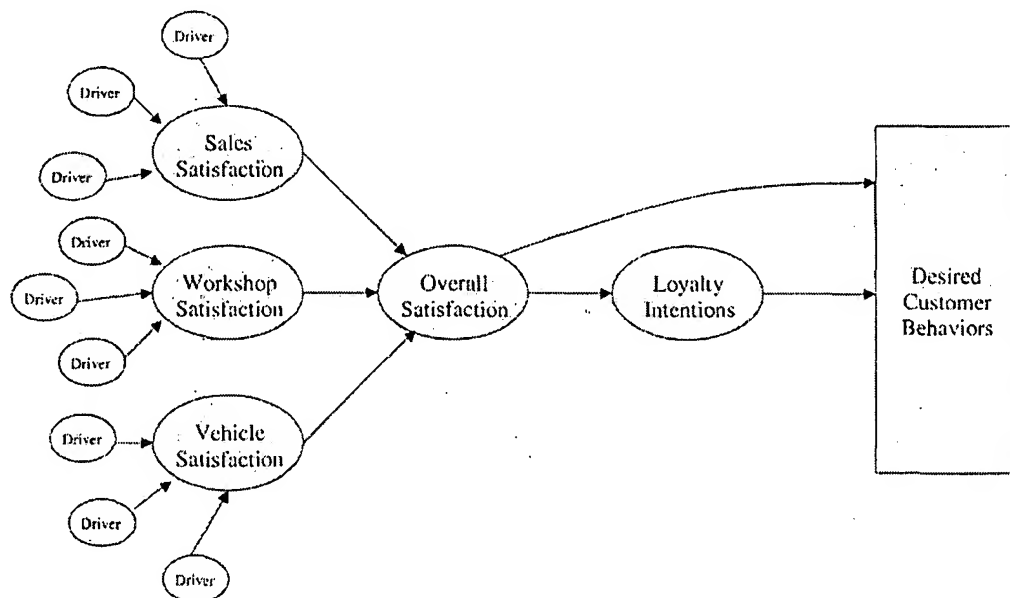 Driver
Driver
Sales
Satisfaction
Driver
Driver
Workshop
Satisfaction
Driver
Driver
Overall
Satisfaction
Loyalty
Intentions
Desired
Customer
Behaviors
Driver
Vehicle
Satisfaction
Driver
Driver